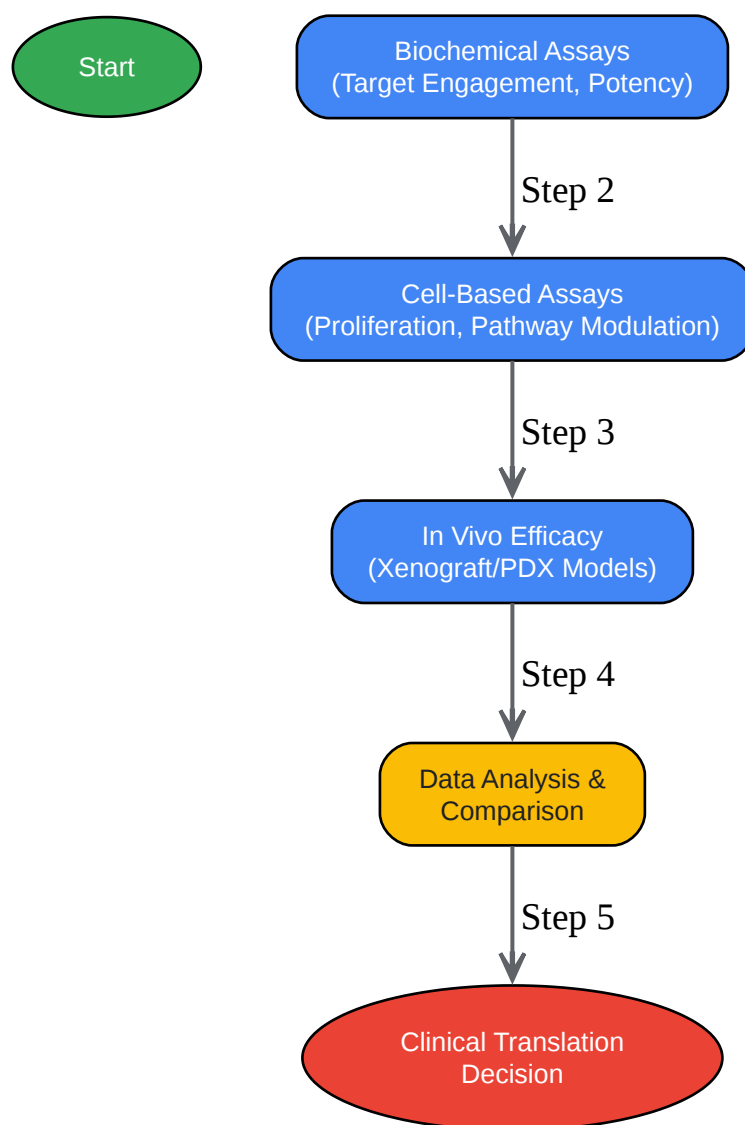 Start
Biochemical Assays
(Target Engagement, Potency)
Step 2
Cell-Based Assays
(Proliferation, Pathway Modulation)
Step 3
In Vivo Efficacy
(Xenograft/PDX Models)
Step 4
Data Analysis &
Comparison
Step 5
Clinical Translation
Decision